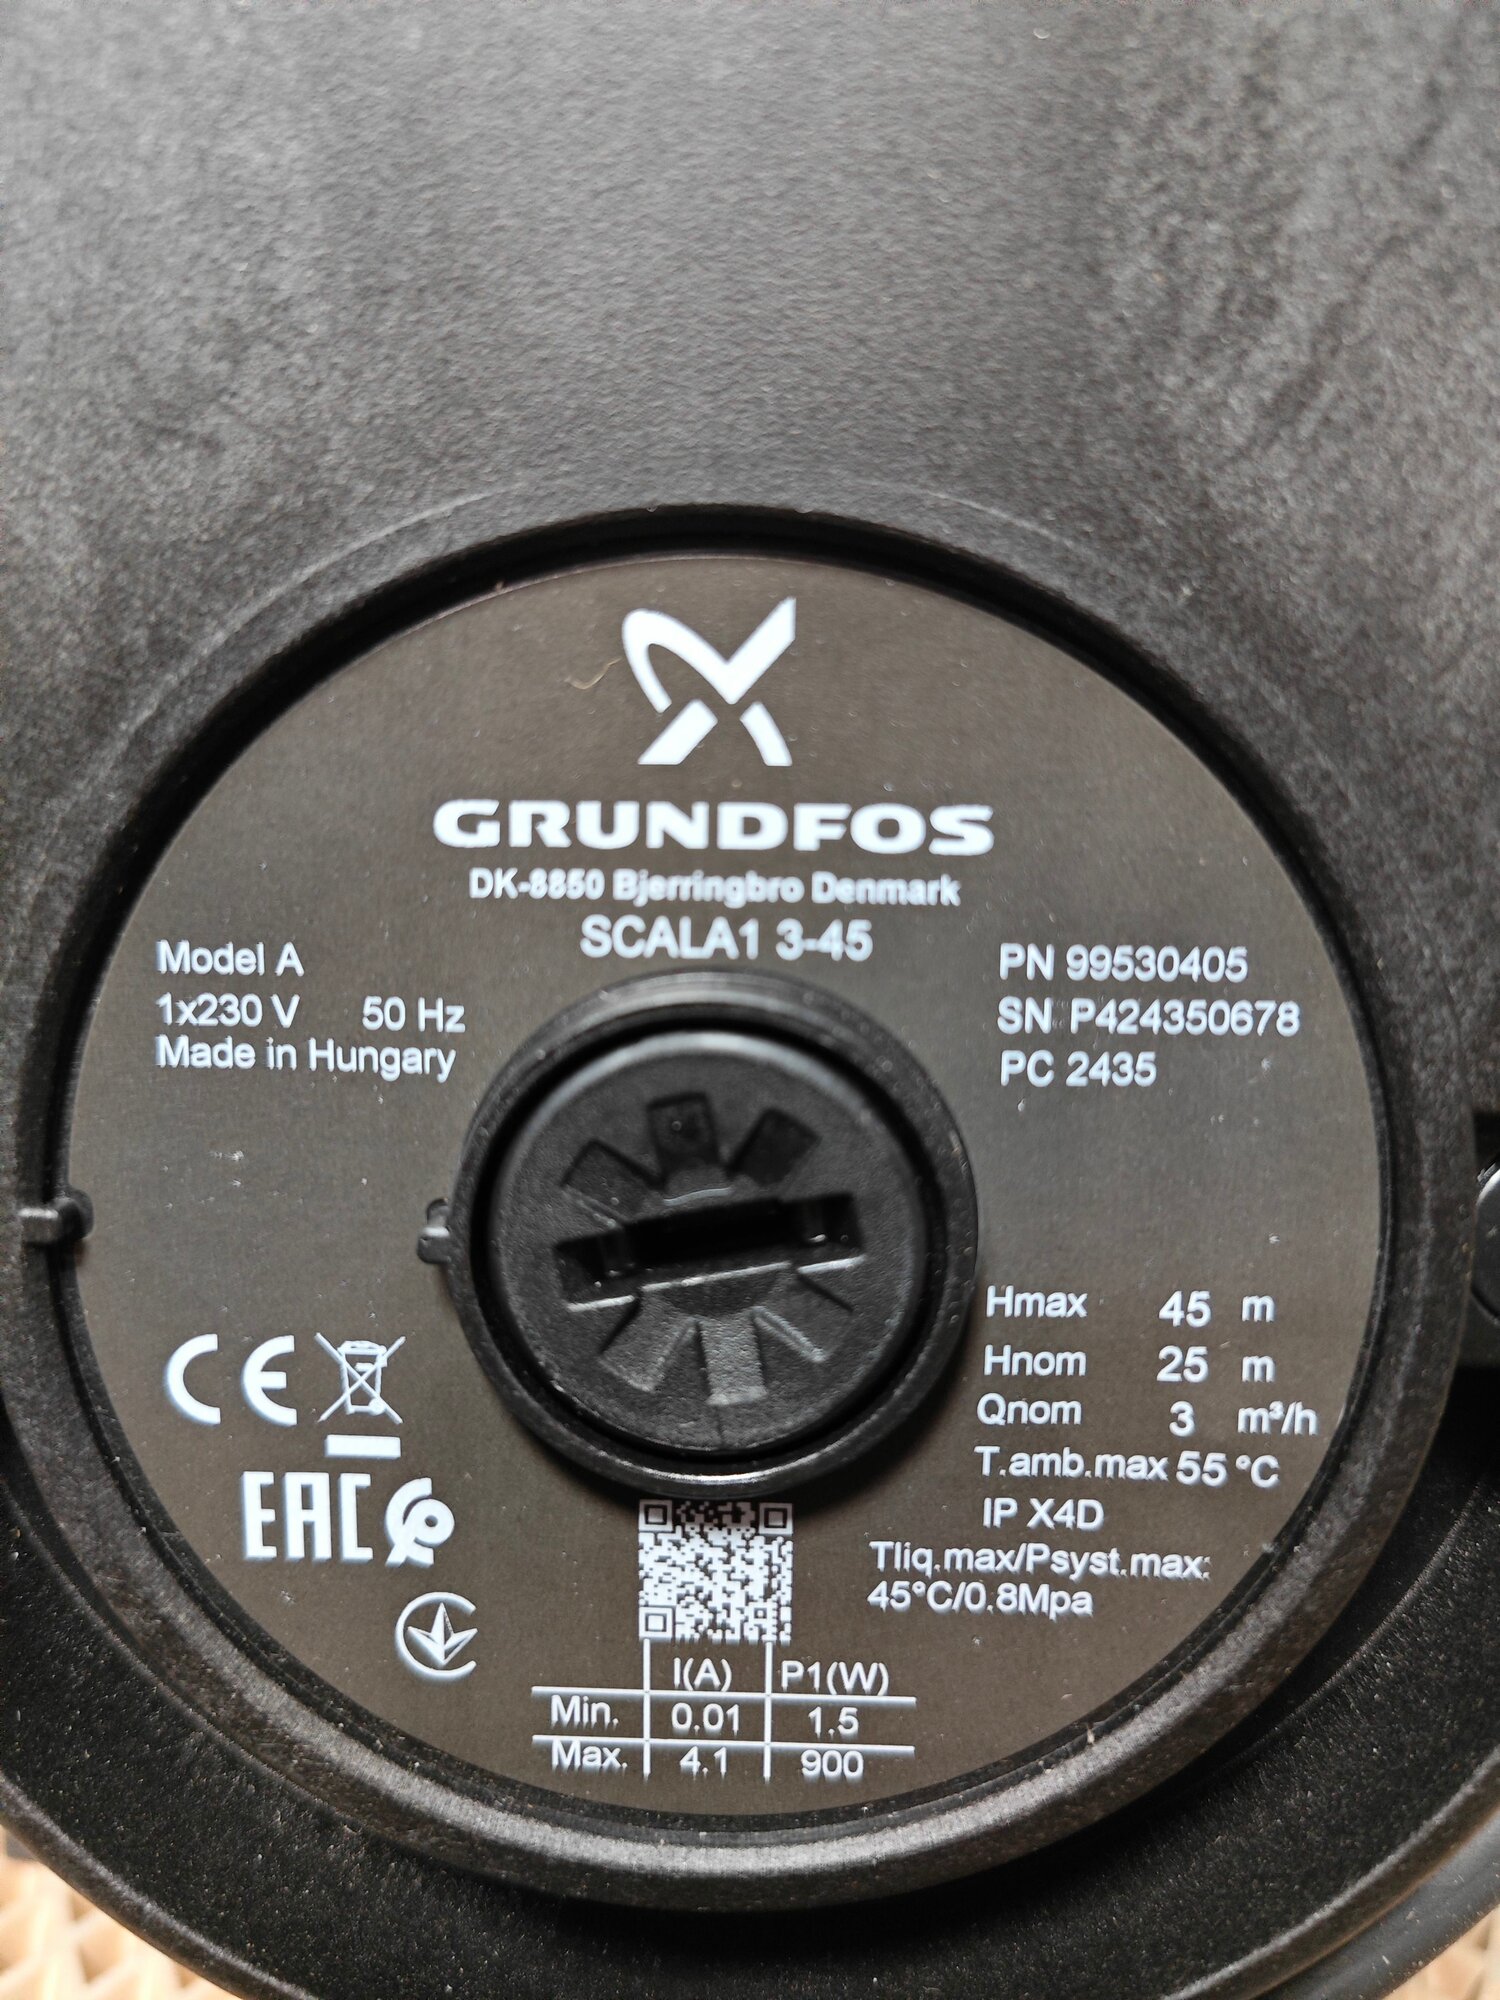 GRUNDFOS
DK-8850 Bjerringbro Denmark
SCALA1 3-45
Model A
1x230 V 50 Hz
Made in Hungary
PN 99530405
SN P424350678
PC 2435
Hmax 45 m
Hnom 25 m
Qnom 3 m³/h
T.amb.max 55 °C
IP X4D
Tliq.max/Psyst.max:
45°C/0.8Mpa
CE
EAC
I(A) P1(W)
Min. 0.01 1.5
Max. 4.1 900